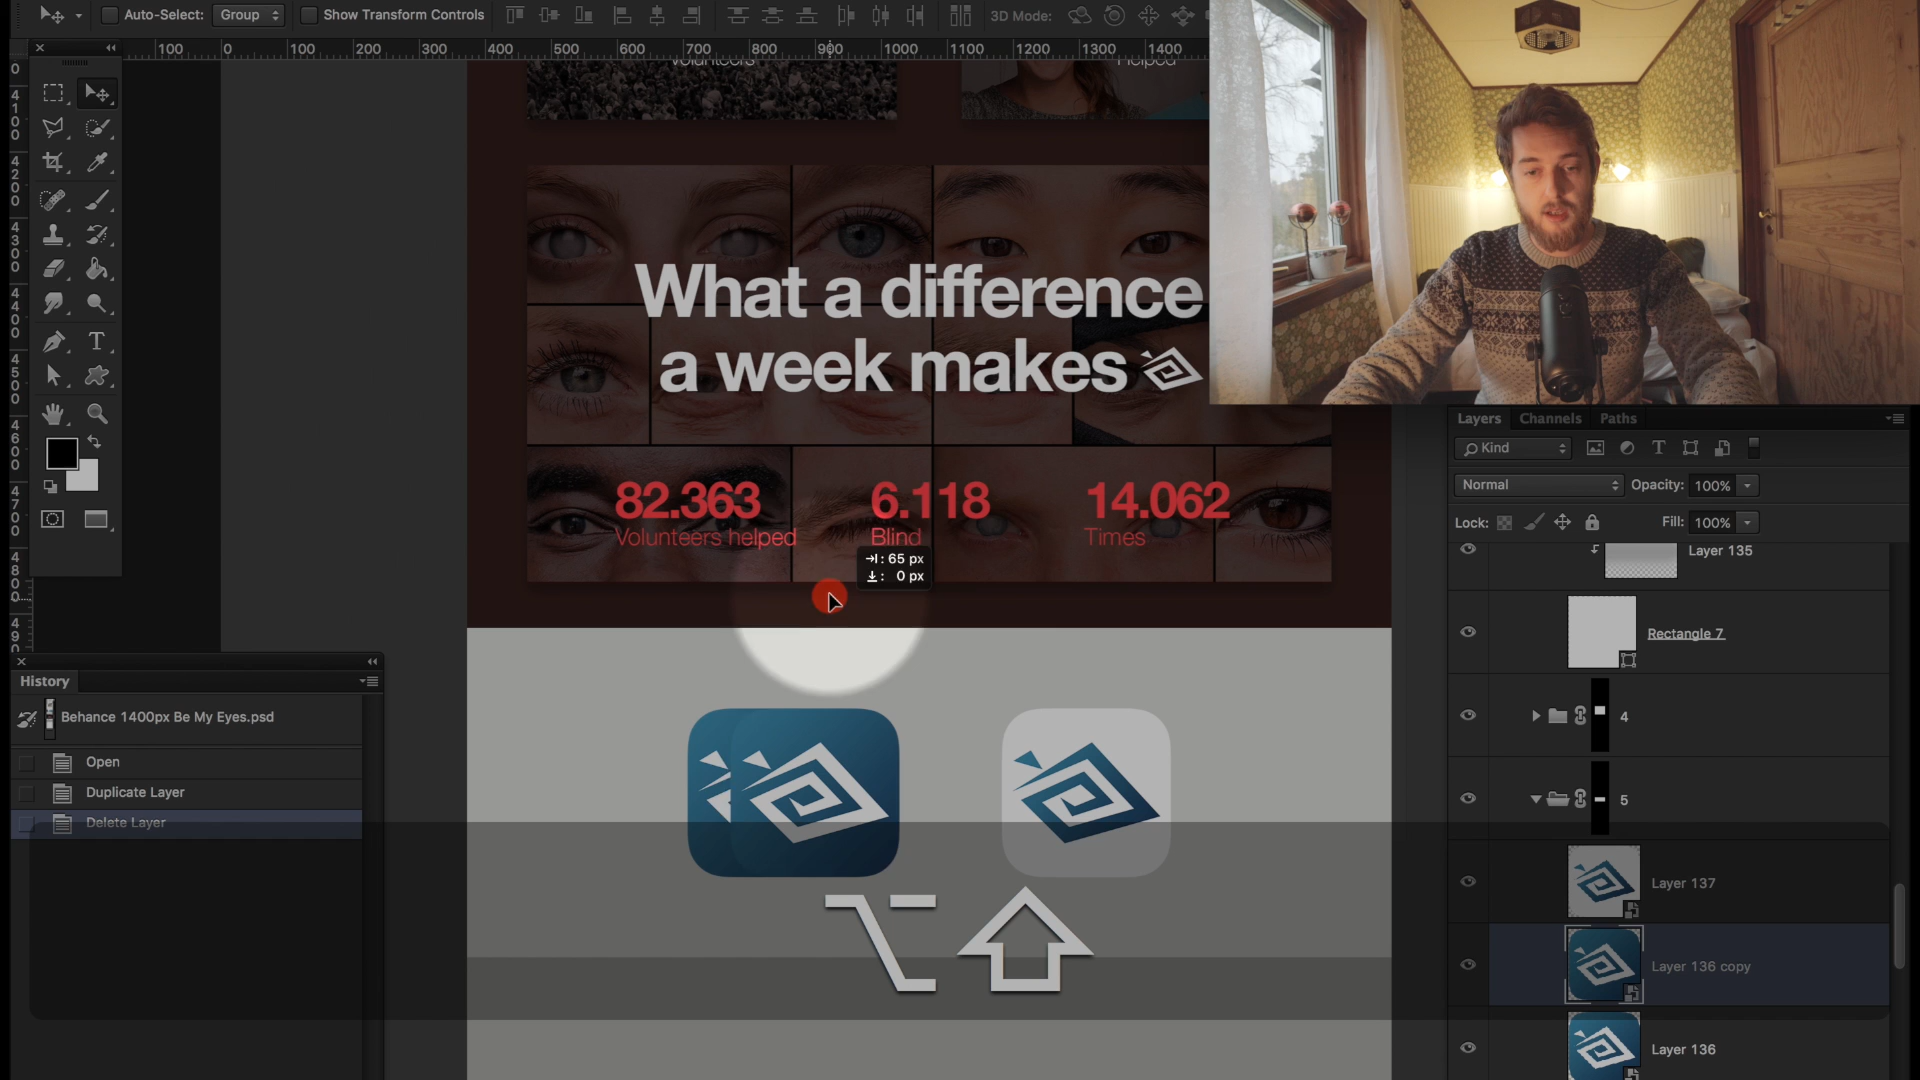 Auto-Select: Group Show Transform Controls 3D Mode:
100 0 100 200 300 400 500 600 700 800 900 1000 1100 1200 1300 1400
Volunteers Helped
What a difference
a week makes
82.363 6.118 14.062
Volunteers helped Blind Times
→I: 65 px
↓: 0 px
History
Behance 1400px Be My Eyes.psd
Open
Duplicate Layer
Delete Layer
Layers Channels Paths
Kind
Normal Opacity: 100%
Lock: Fill: 100%
Layer 135
Rectangle 7
4
5
Layer 137
Layer 136 copy
Layer 136